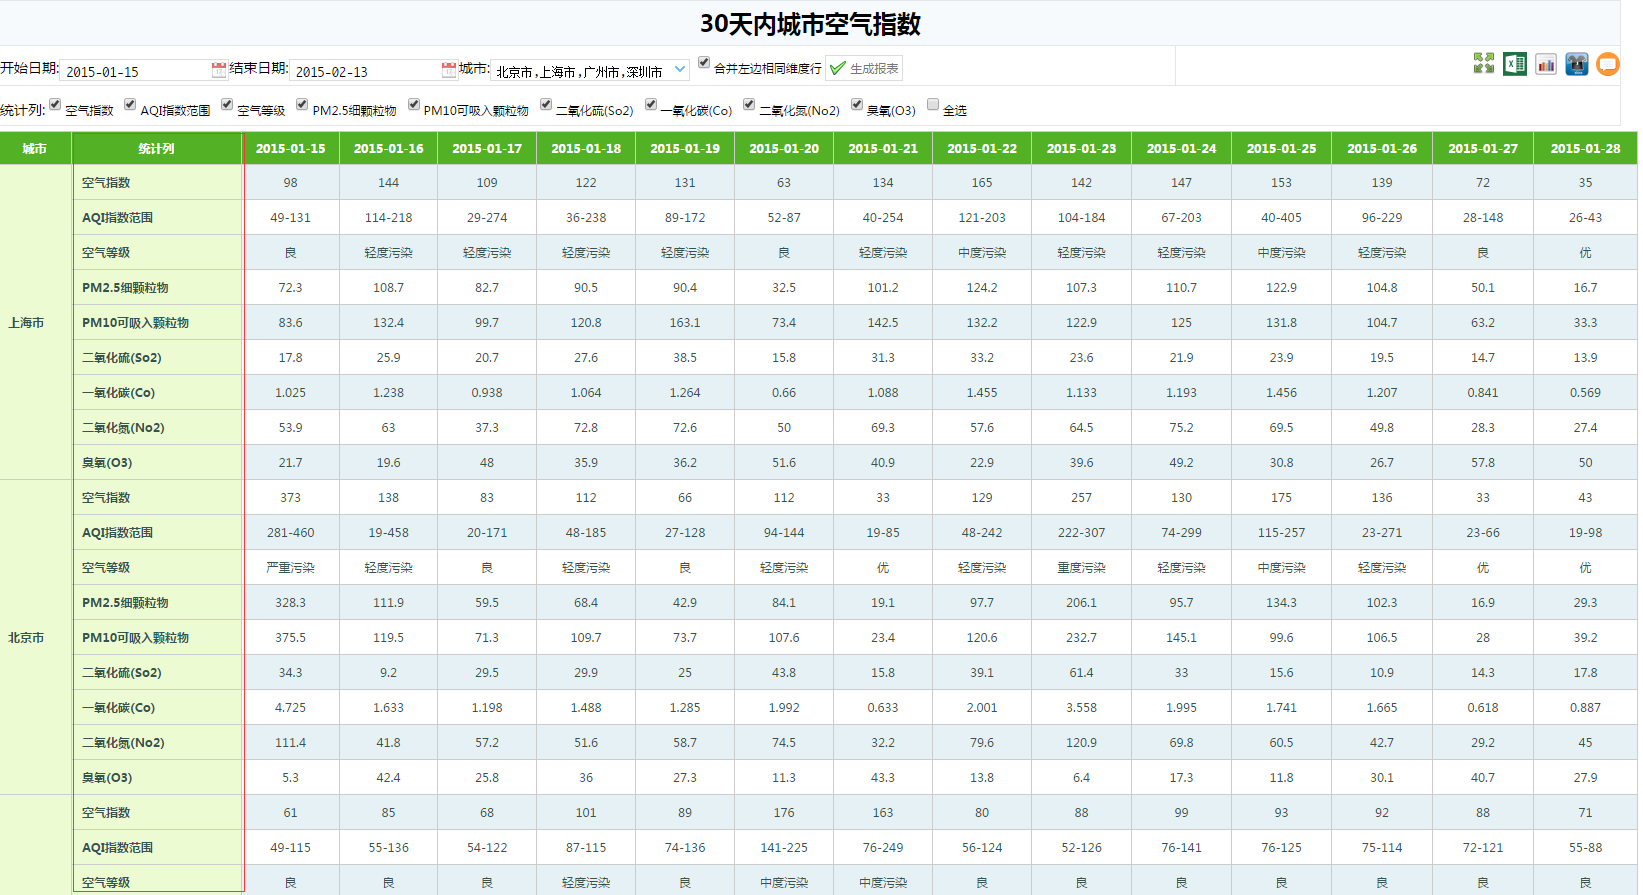 30天内城市空气指数
开始日期: 2015-01-15 结束日期: 2015-02-13 城市: 北京市,上海市,广州市,深圳市 合并左边相同维度行 生成报表
统计列: 空气指数 AQI指数范围 空气等级 PM2.5细颗粒物 PM10可吸入颗粒物 二氧化硫(So2) 一氧化碳(Co) 二氧化氮(No2) 臭氧(O3) 全选
城市 统计列 2015-01-15 2015-01-16 2015-01-17 2015-01-18 2015-01-19 2015-01-20 2015-01-21 2015-01-22 2015-01-23 2015-01-24 2015-01-25 2015-01-26 2015-01-27 2015-01-28
空气指数 98 144 109 122 131 63 134 165 142 147 153 139 72 35
AQI指数范围 49-131 114-218 29-274 36-238 89-172 52-87 40-254 121-203 104-184 67-203 40-405 96-229 28-148 26-43
空气等级 良 轻度污染 轻度污染 轻度污染 轻度污染 良 轻度污染 中度污染 轻度污染 轻度污染 中度污染 轻度污染 良 优
PM2.5细颗粒物 72.3 108.7 82.7 90.5 90.4 32.5 101.2 124.2 107.3 110.7 122.9 104.8 50.1 16.7
上海市 PM10可吸入颗粒物 83.6 132.4 99.7 120.8 163.1 73.4 142.5 132.2 122.9 125 131.8 104.7 63.2 33.3
二氧化硫(So2) 17.8 25.9 20.7 27.6 38.5 15.8 31.3 33.2 23.6 21.9 23.9 19.5 14.7 13.9
一氧化碳(Co) 1.025 1.238 0.938 1.064 1.264 0.66 1.088 1.455 1.133 1.193 1.456 1.207 0.841 0.569
二氧化氮(No2) 53.9 63 37.3 72.8 72.6 50 69.3 57.6 64.5 75.2 69.5 49.8 28.3 27.4
臭氧(O3) 21.7 19.6 48 35.9 36.2 51.6 40.9 22.9 39.6 49.2 30.8 26.7 57.8 50
空气指数 373 138 83 112 66 112 33 129 257 130 175 136 33 43
AQI指数范围 281-460 19-458 20-171 48-185 27-128 94-144 19-85 48-242 222-307 74-299 115-257 23-271 23-66 19-98
空气等级 严重污染 轻度污染 良 轻度污染 良 轻度污染 优 轻度污染 重度污染 轻度污染 中度污染 轻度污染 优 优
PM2.5细颗粒物 328.3 111.9 59.5 68.4 42.9 84.1 19.1 97.7 206.1 95.7 134.3 102.3 16.9 29.3
北京市 PM10可吸入颗粒物 375.5 119.5 71.3 109.7 73.7 107.6 23.4 120.6 232.7 145.1 99.6 106.5 28 39.2
二氧化硫(So2) 34.3 9.2 29.5 29.9 25 43.8 15.8 39.1 61.4 33 15.6 10.9 14.3 17.8
一氧化碳(Co) 4.725 1.633 1.198 1.488 1.285 1.992 0.633 2.001 3.558 1.995 1.741 1.665 0.618 0.887
二氧化氮(No2) 111.4 41.8 57.2 51.6 58.7 74.5 32.2 79.6 120.9 69.8 60.5 42.7 29.2 45
臭氧(O3) 5.3 42.4 25.8 36 27.3 11.3 43.3 13.8 6.4 17.3 11.8 30.1 40.7 27.9
空气指数 61 85 68 101 89 176 163 80 88 99 93 92 88 71
AQI指数范围 49-115 55-136 54-122 87-115 74-136 141-225 76-249 56-124 52-126 76-141 76-125 75-114 72-121 55-88
空气等级 良 良 良 轻度污染 良 中度污染 中度污染 良 良 良 良 良 良 良